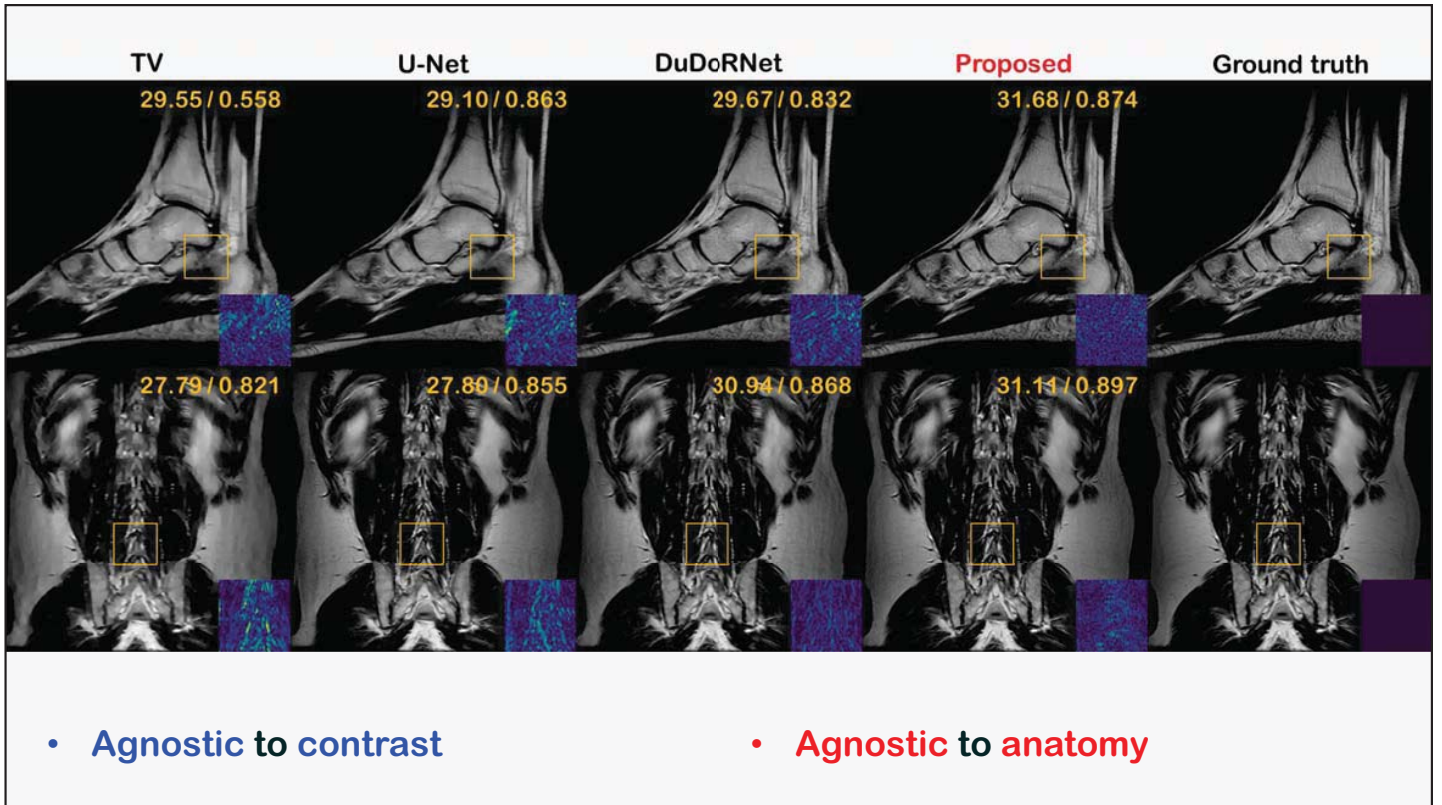 TV U-Net DuDoRNet Proposed Ground truth
29.55 / 0.558 29.10 / 0.863 29.67 / 0.832 31.68 / 0.874
27.79 / 0.821 27.80 / 0.855 30.94 / 0.868 31.11 / 0.897
• Agnostic to contrast • Agnostic to anatomy